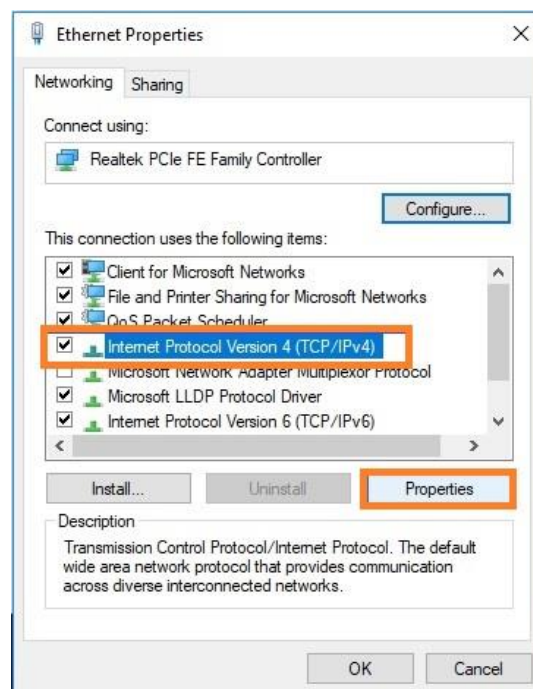 Ethernet Properties
Networking
Sharing
Connect using:
Realtek PCIe FE Family Controller
Configure...
This connection uses the following items:
Client for Microsoft Networks
File and Printer Sharing for Microsoft Networks
QoS Packet Scheduler
Internet Protocol Version 4 (TCP/IPv4)
Microsoft Network Adapter Multiplexor Protocol
Microsoft LLDP Protocol Driver
Internet Protocol Version 6 (TCP/IPv6)
Install...
Uninstall
Properties
Description
Transmission Control Protocol/Internet Protocol. The default
wide area network protocol that provides communication
across diverse interconnected networks.
OK
Cancel